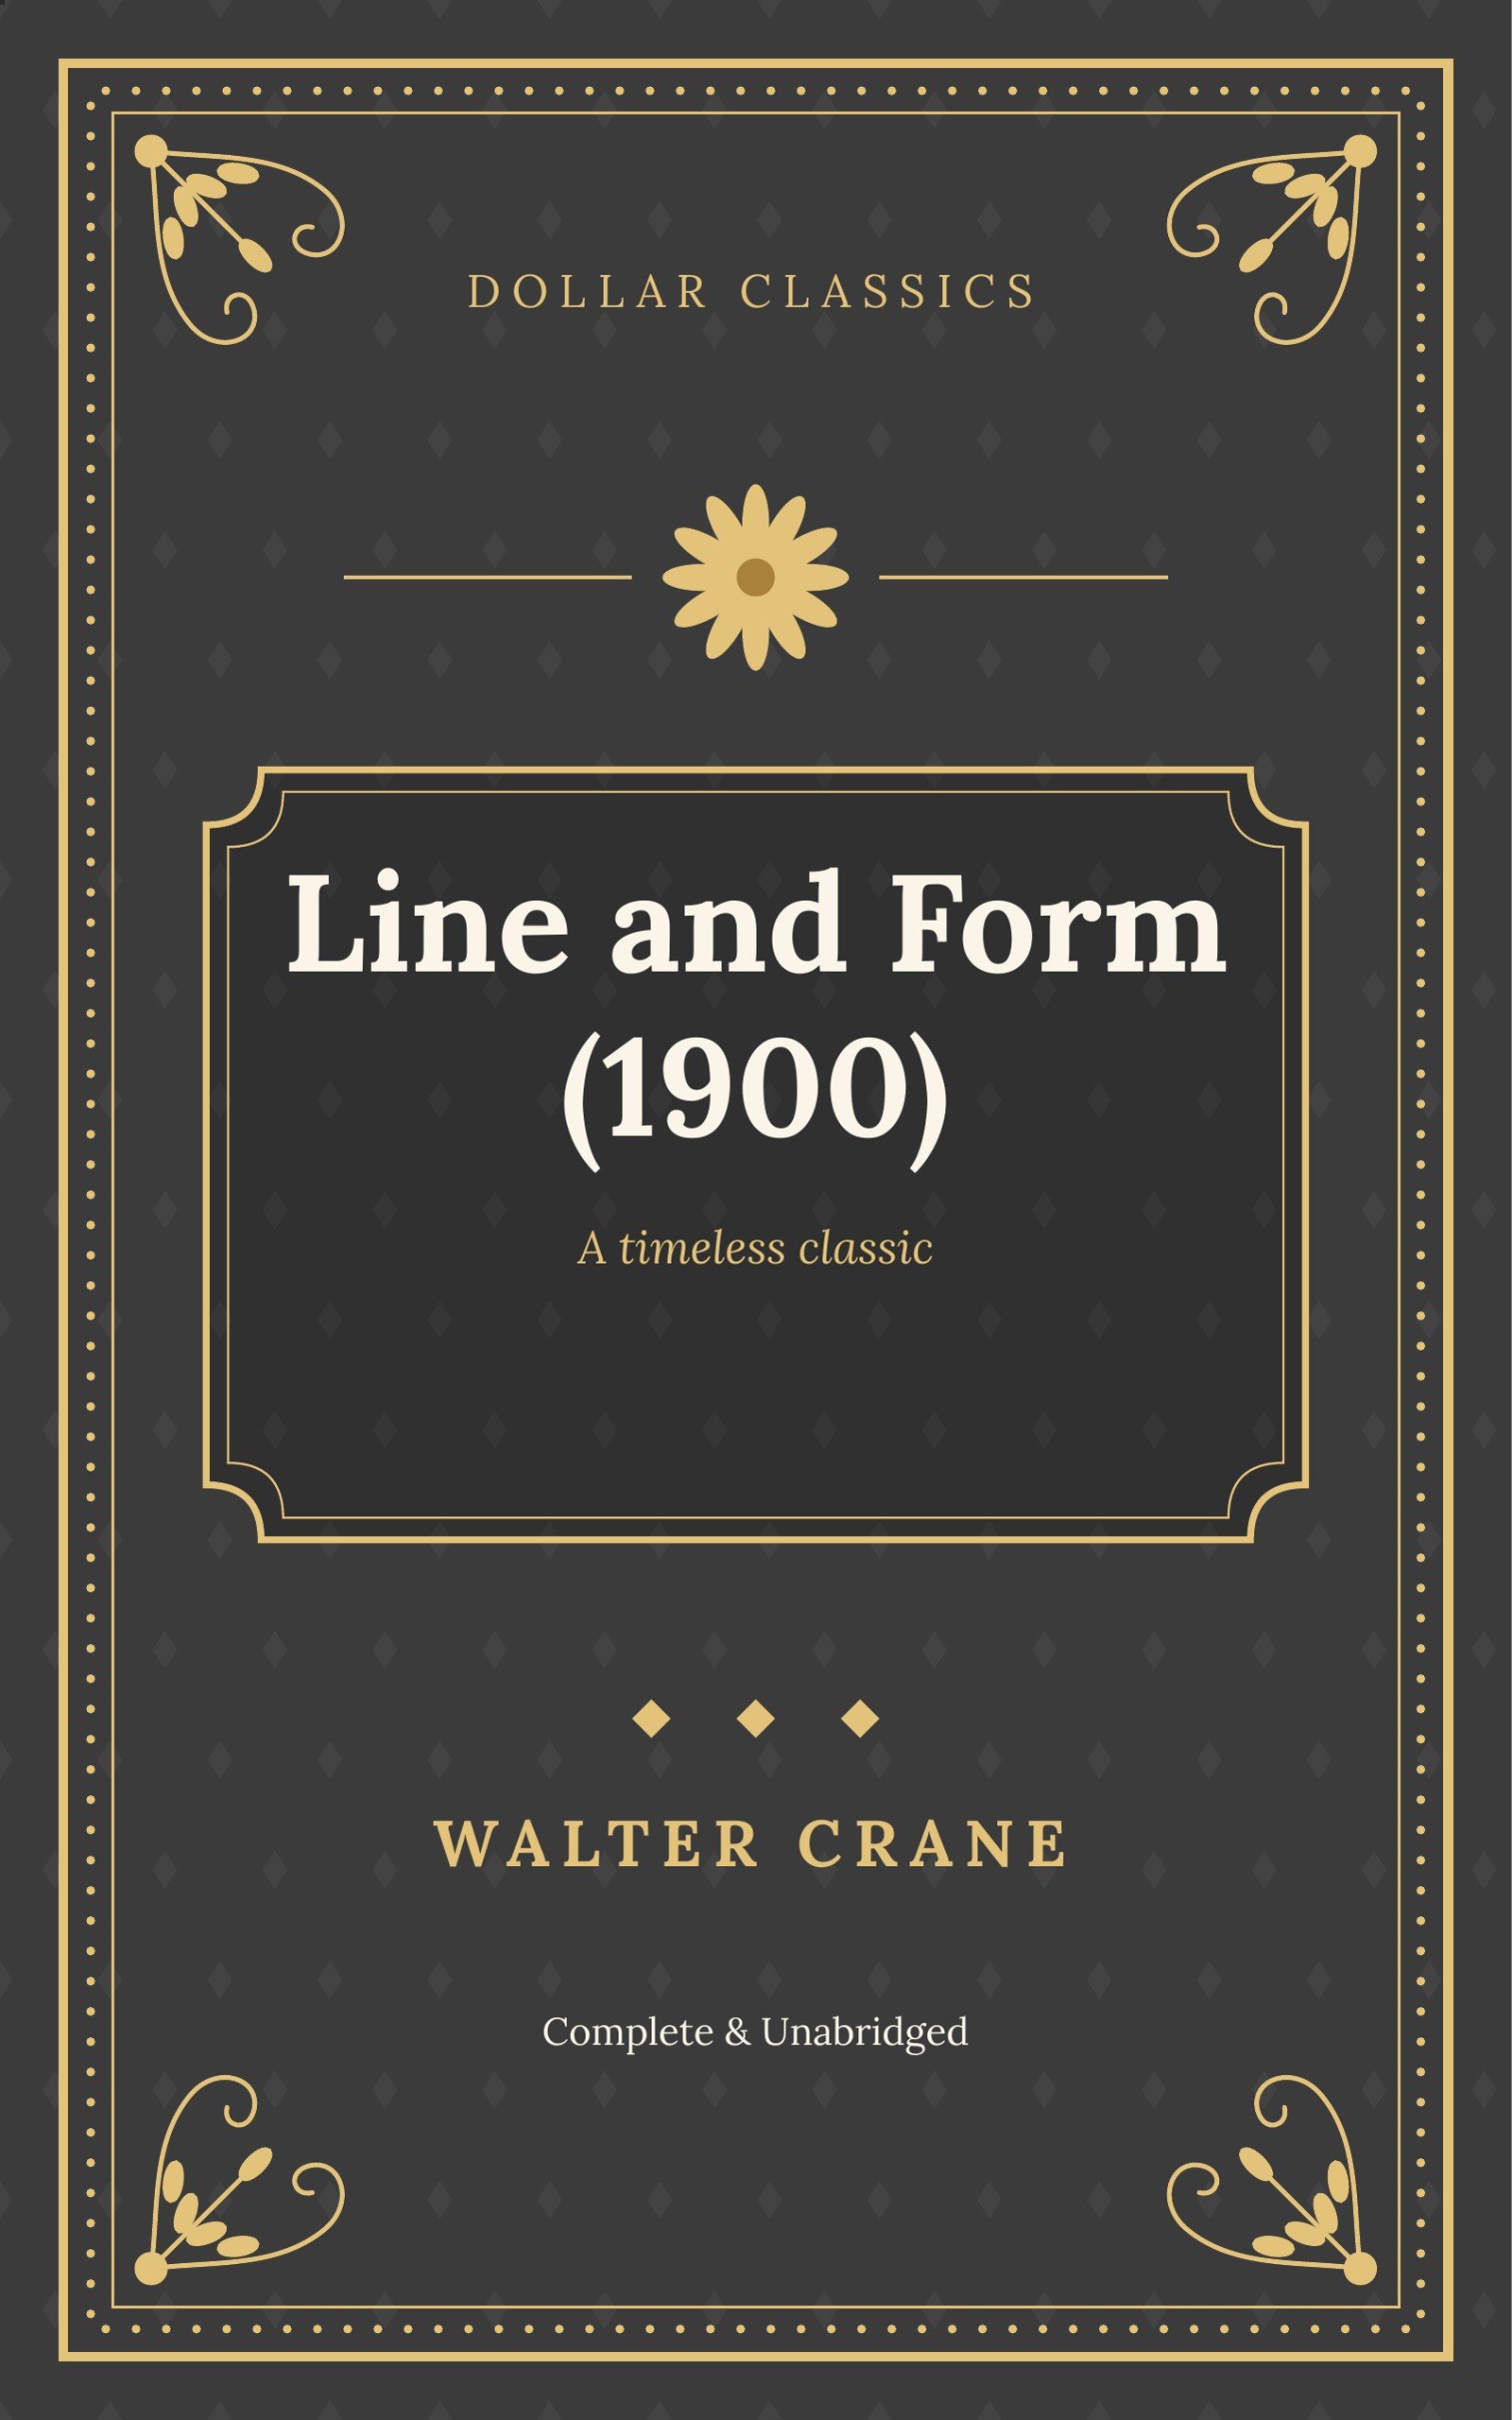 DOLLAR CLASSICS
Line and Form
(1900)
A timeless classic
WALTER CRANE
Complete & Unabridged